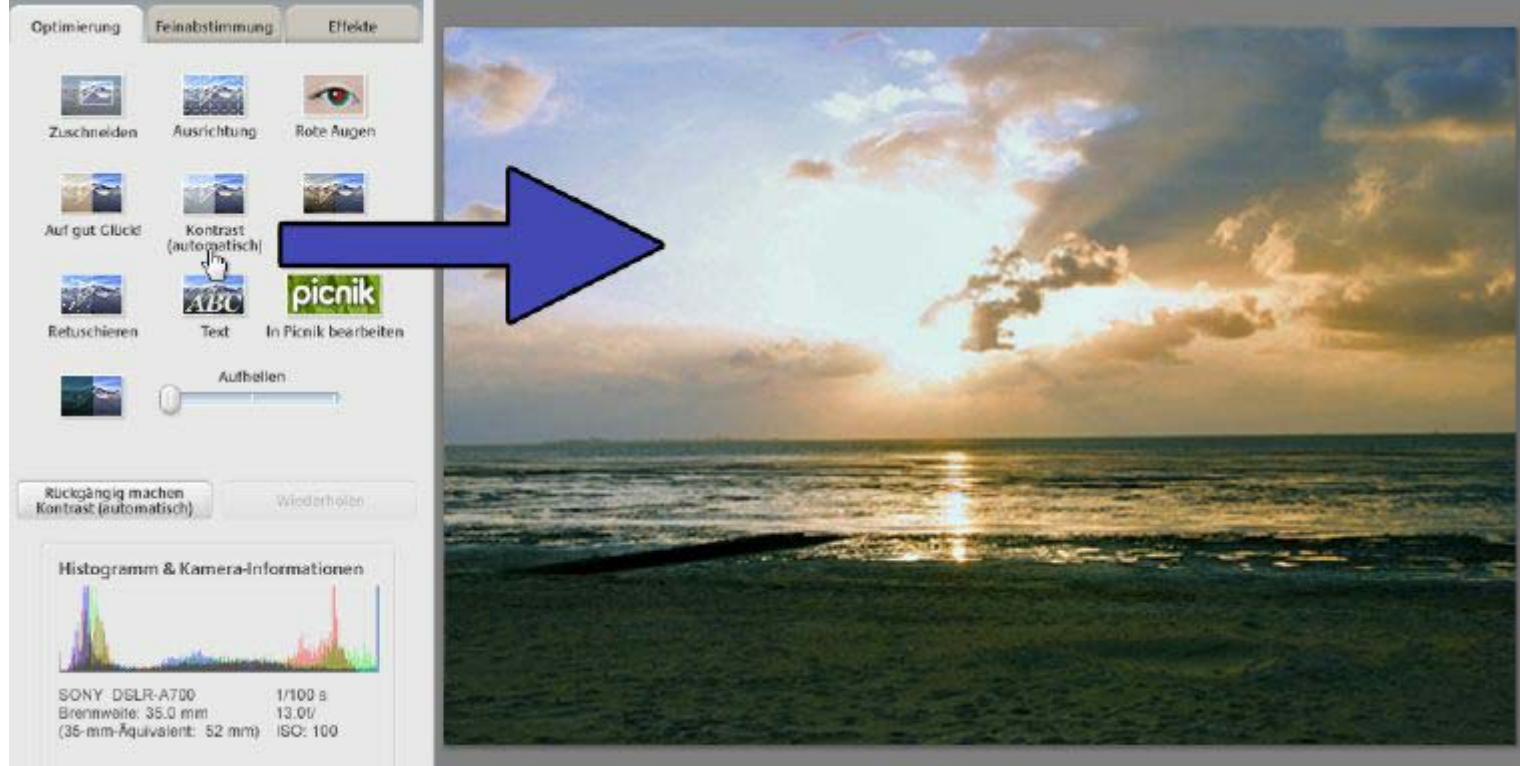 Optimierung
Feinabstimmung
Effekte
Zuschneiden
Ausrichtung
Rote Augen
Auf gut Glück!
Kontrast
(automatisch)
Retuschieren
ABC
Text
picnik
In Picnik bearbeiten
Aufhellen
Rückgängig machen
Kontrast (automatisch)
Wiederholen
Histogramm & Kamera-Informationen
SONY DSLR-A700 1/100 s
Brennweite: 35.0 mm 13.0f/
(35-mm-Äquivalent: 52 mm) ISO: 100